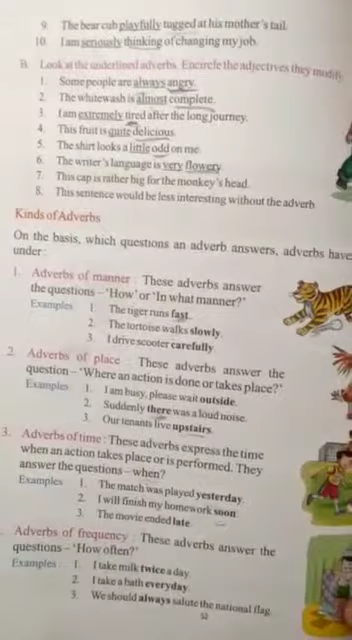 9. The bear cub playfully tugged at his mother's tail.
10. I am seriously thinking of changing my job.
B. Look at the underlined adverbs. Encircle the adjectives they modify.
1. Some people are always angry.
2. The whitewash is almost complete.
3. I am extremely tired after the long journey.
4. This fruit is quite delicious.
5. The shirt looks a little odd on me.
6. The writer's language is very flowery.
7. This cap is rather big for the monkey's head.
8. This sentence would be less interesting without the adverb.
Kinds of Adverbs
On the basis, which questions an adverb answers, adverbs have
under :
1. Adverbs of manner : These adverbs answer
the questions – 'How' or 'In what manner?'
Examples 1. The tiger runs fast.
2. The tortoise walks slowly.
3. I drive scooter carefully.
2. Adverbs of place : These adverbs answer the
question – 'Where an action is done or takes place?'
Examples 1. I am busy, please wait outside.
2. Suddenly there was a loud noise.
3. Our tenants live upstairs.
3. Adverbs of time : These adverbs express the time
when an action takes place or is performed. They
answer the questions – when?
Examples 1. The match was played yesterday.
2. I will finish my homework soon.
3. The movie ended late.
Adverbs of frequency : These adverbs answer the
questions – 'How often?'
Examples : 1. I take milk twice a day.
2. I take a bath everyday.
3. We should always salute the national flag.